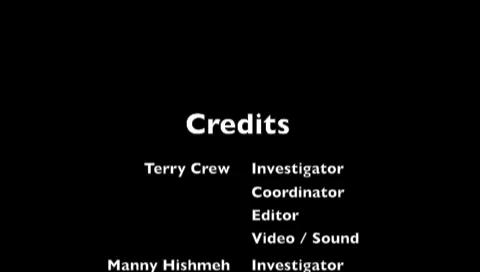 Credits
Terry Crew Investigator
Coordinator
Editor
Video / Sound
Manny Hishmeh Investigator